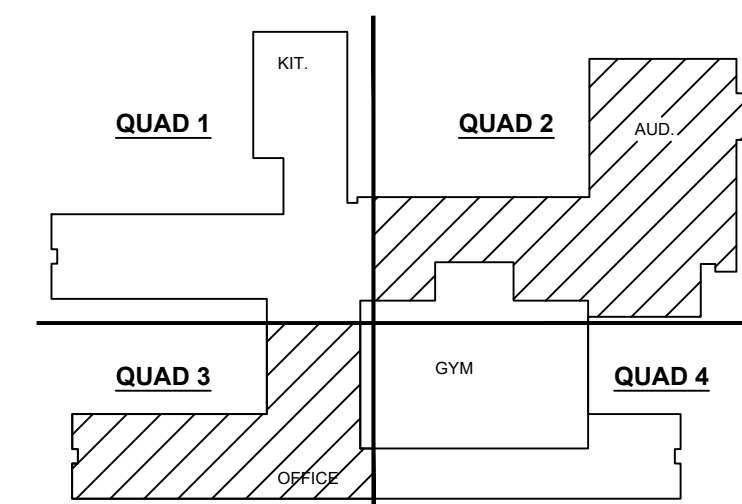 KIT.
QUAD 1
QUAD 2
AUD.
GYM
QUAD 3
QUAD 4
OFFICE